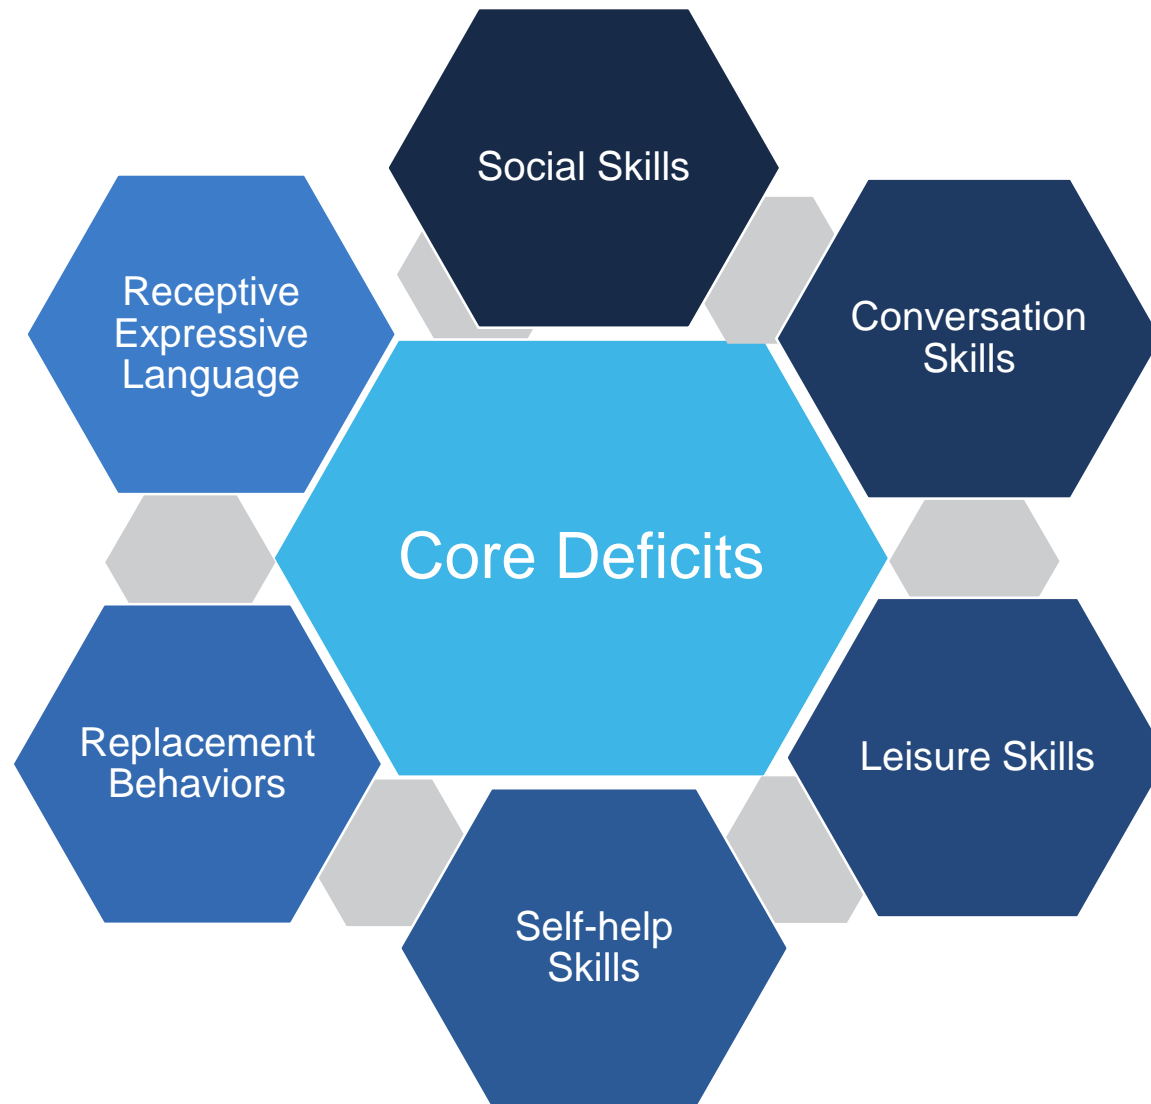 Social Skills
Conversation
Skills
Leisure Skills
Self-help
Skills
Replacement
Behaviors
Receptive
Expressive
Language
Core Deficits